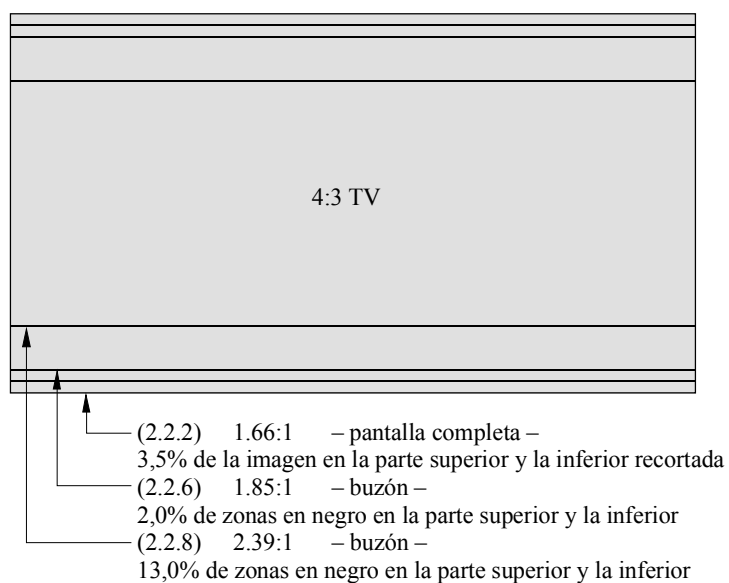 4:3 TV
(2.2.2) 1.66:1 – pantalla completa –
3,5% de la imagen en la parte superior y la inferior recortada
(2.2.6) 1.85:1 – buzón –
2,0% de zonas en negro en la parte superior y la inferior
(2.2.8) 2.39:1 – buzón –
13,0% de zonas en negro en la parte superior y la inferior